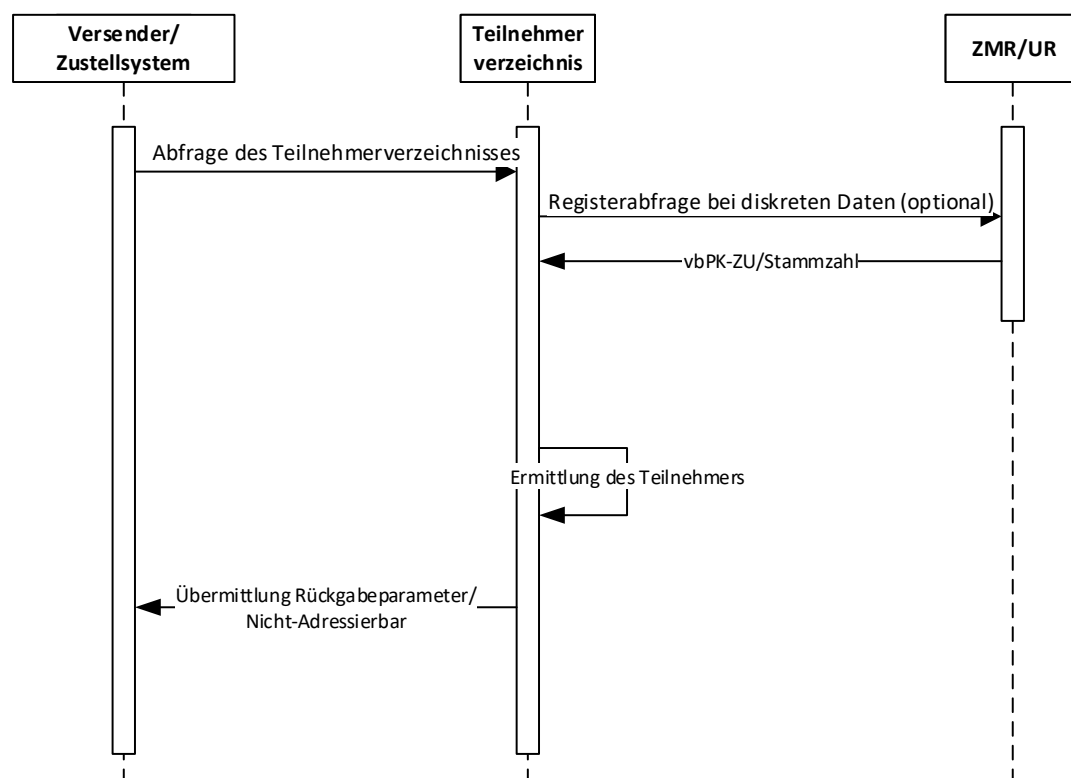 Versender/
Zustellsystem
Teilnehmer
verzeichnis
ZMR/UR
Abfrage des Teilnehmerverzeichnisses
Registerabfrage bei diskreten Daten (optional)
vbPK-ZU/Stammzahl
Ermittlung des Teilnehmers
Übermittlung Rückgabeparameter/
Nicht-Adressierbar